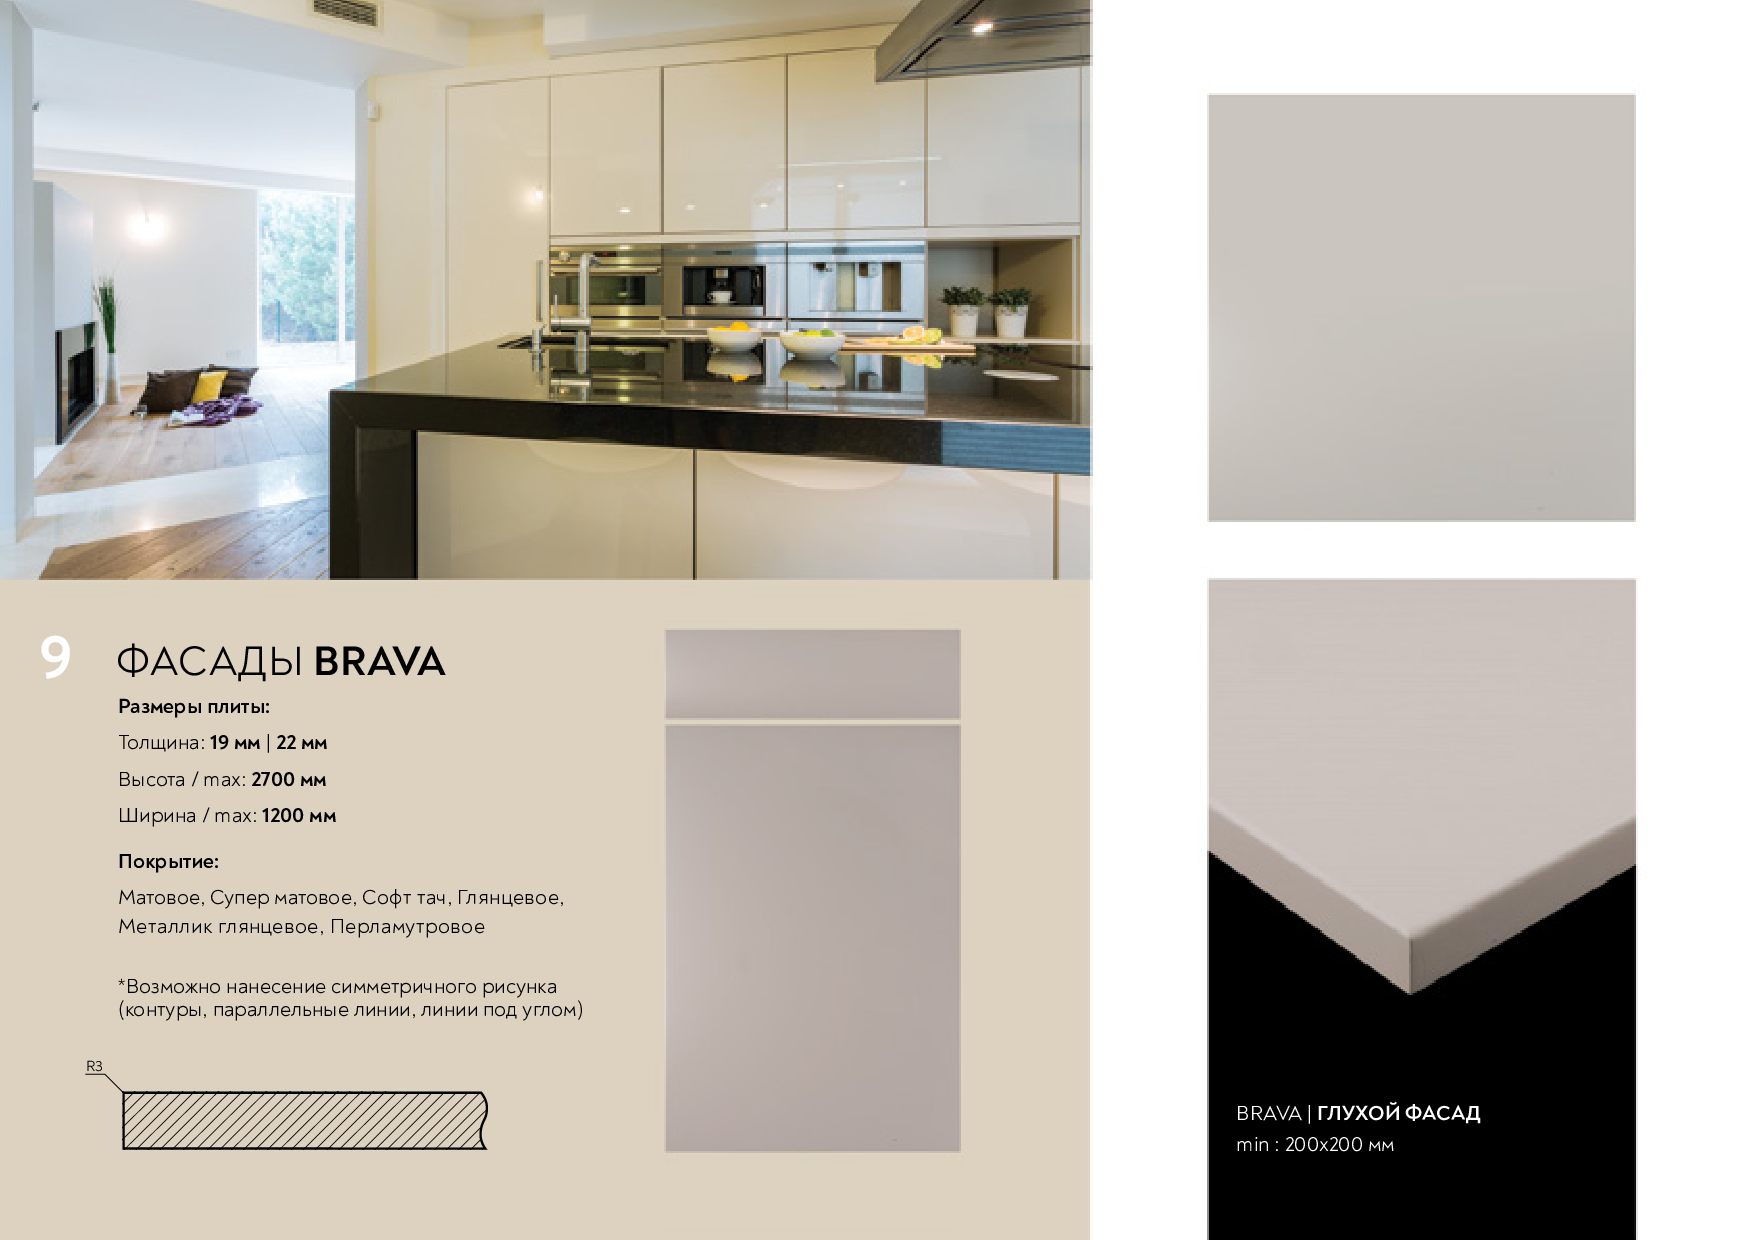 9
ФАСАДЫ BRAVA
Размеры плиты:
Толщина: 19 мм | 22 мм
Высота / max: 2700 мм
Ширина / max: 1200 мм
Покрытие:
Матовое, Супер матовое, Софт тач, Глянцевое,
Металлик глянцевое, Перламутровое
*Возможно нанесение симметричного рисунка
(контуры, параллельные линии, линии под углом)
R3
BRAVA | ГЛУХОЙ ФАСАД
min : 200x200 мм